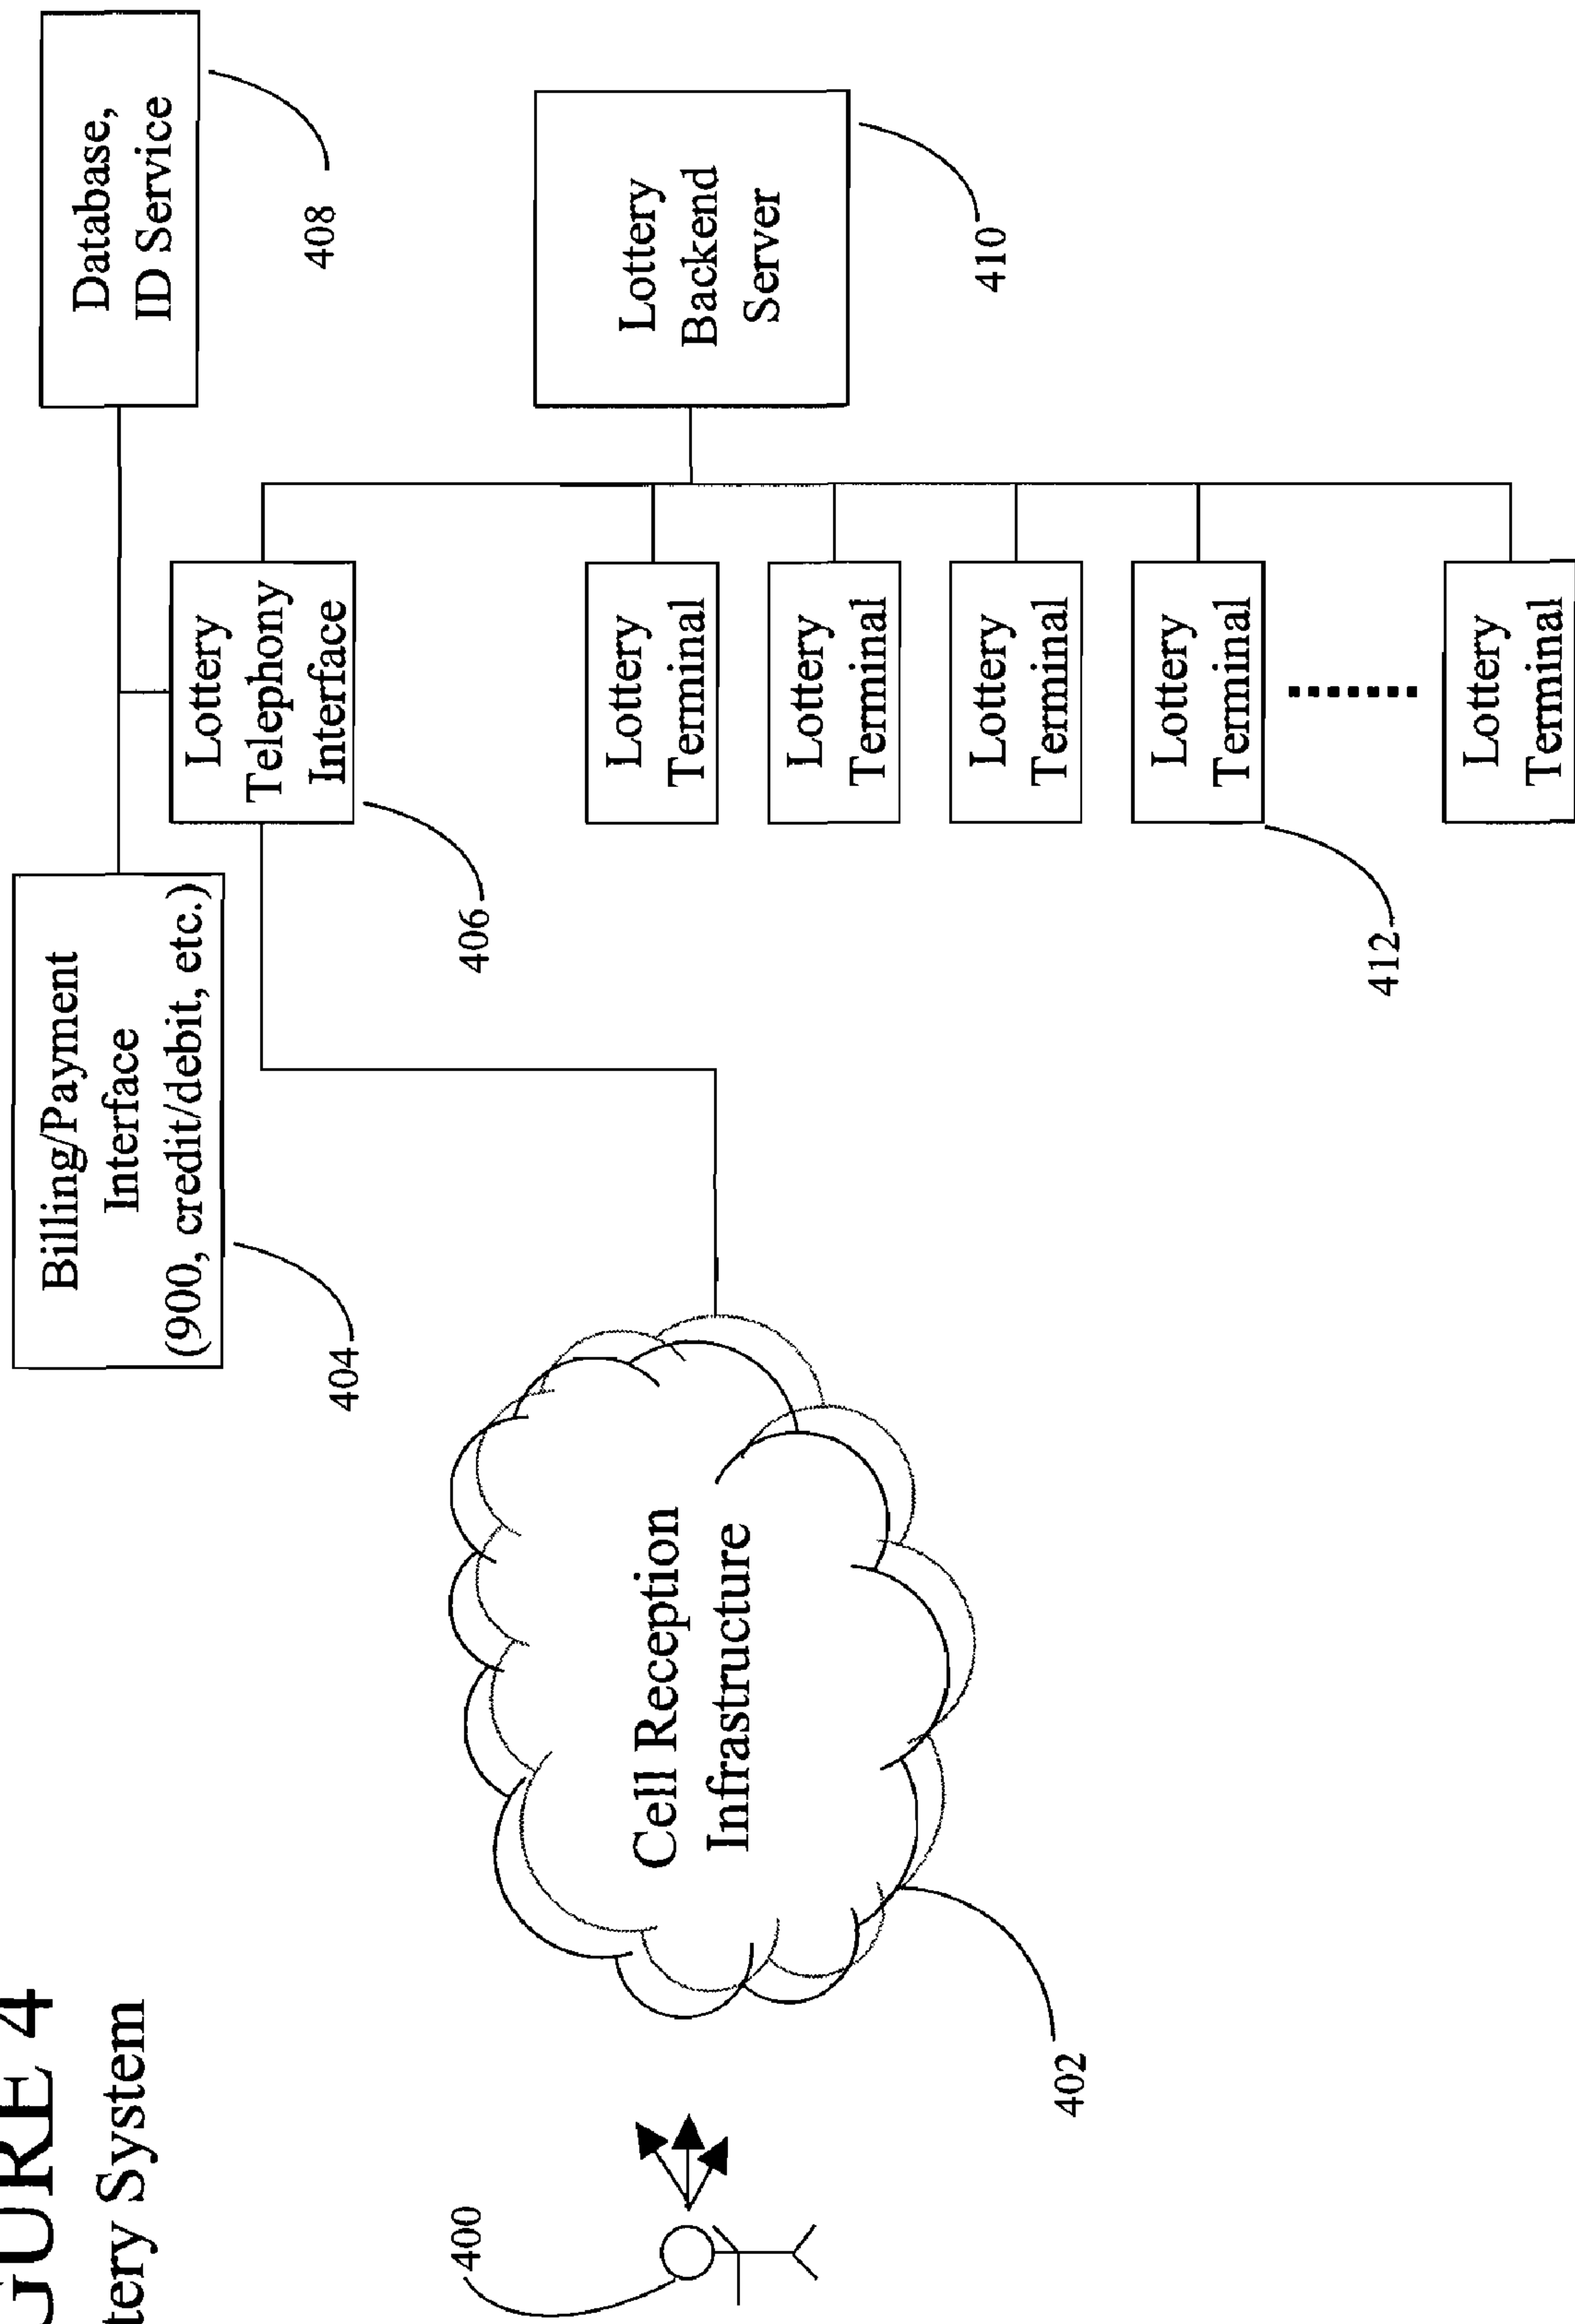 GURE 4
tery System
Billing/Payment
Interface
(900, credit/debit, etc.)
404
Database,
ID Service
408
Lottery
Telephony
Interface
406
Lottery
Backend
Server
410
400
Cell Reception
Infrastructure
402
Lottery
Terminal
Lottery
Terminal
Lottery
Terminal
Lottery
Terminal
412
Lottery
Terminal